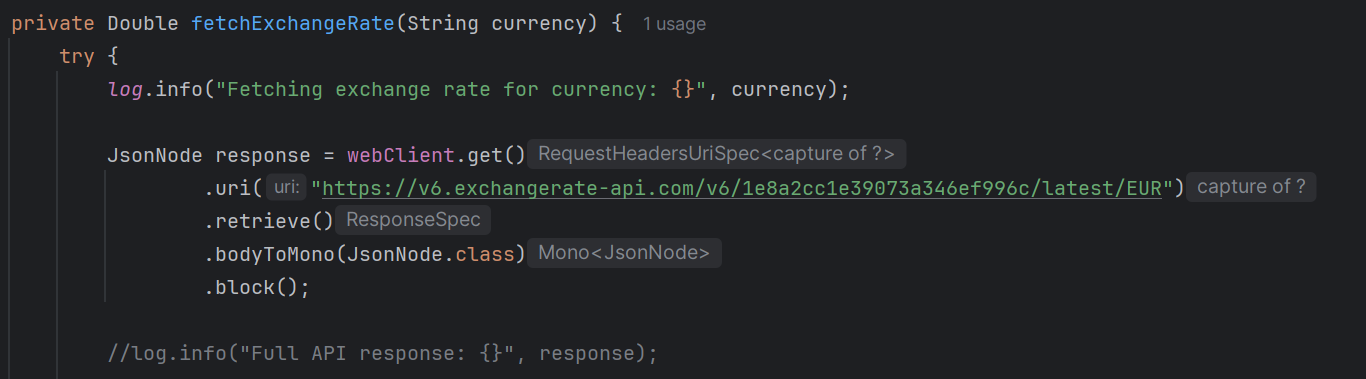 private Double fetchExchangeRate(String currency) { 1 usage
try {
log.info("Fetching exchange rate for currency: {}", currency);
JsonNode response = webClient.get() RequestHeadersUriSpec<capture of ?>
.uri( uri: "https://v6.exchangerate-api.com/v6/1e8a2cc1e39073a346ef996c/latest/EUR") capture of ?
.retrieve() ResponseSpec
.bodyToMono(JsonNode.class) Mono<JsonNode>
.block();
//log.info("Full API response: {}", response);